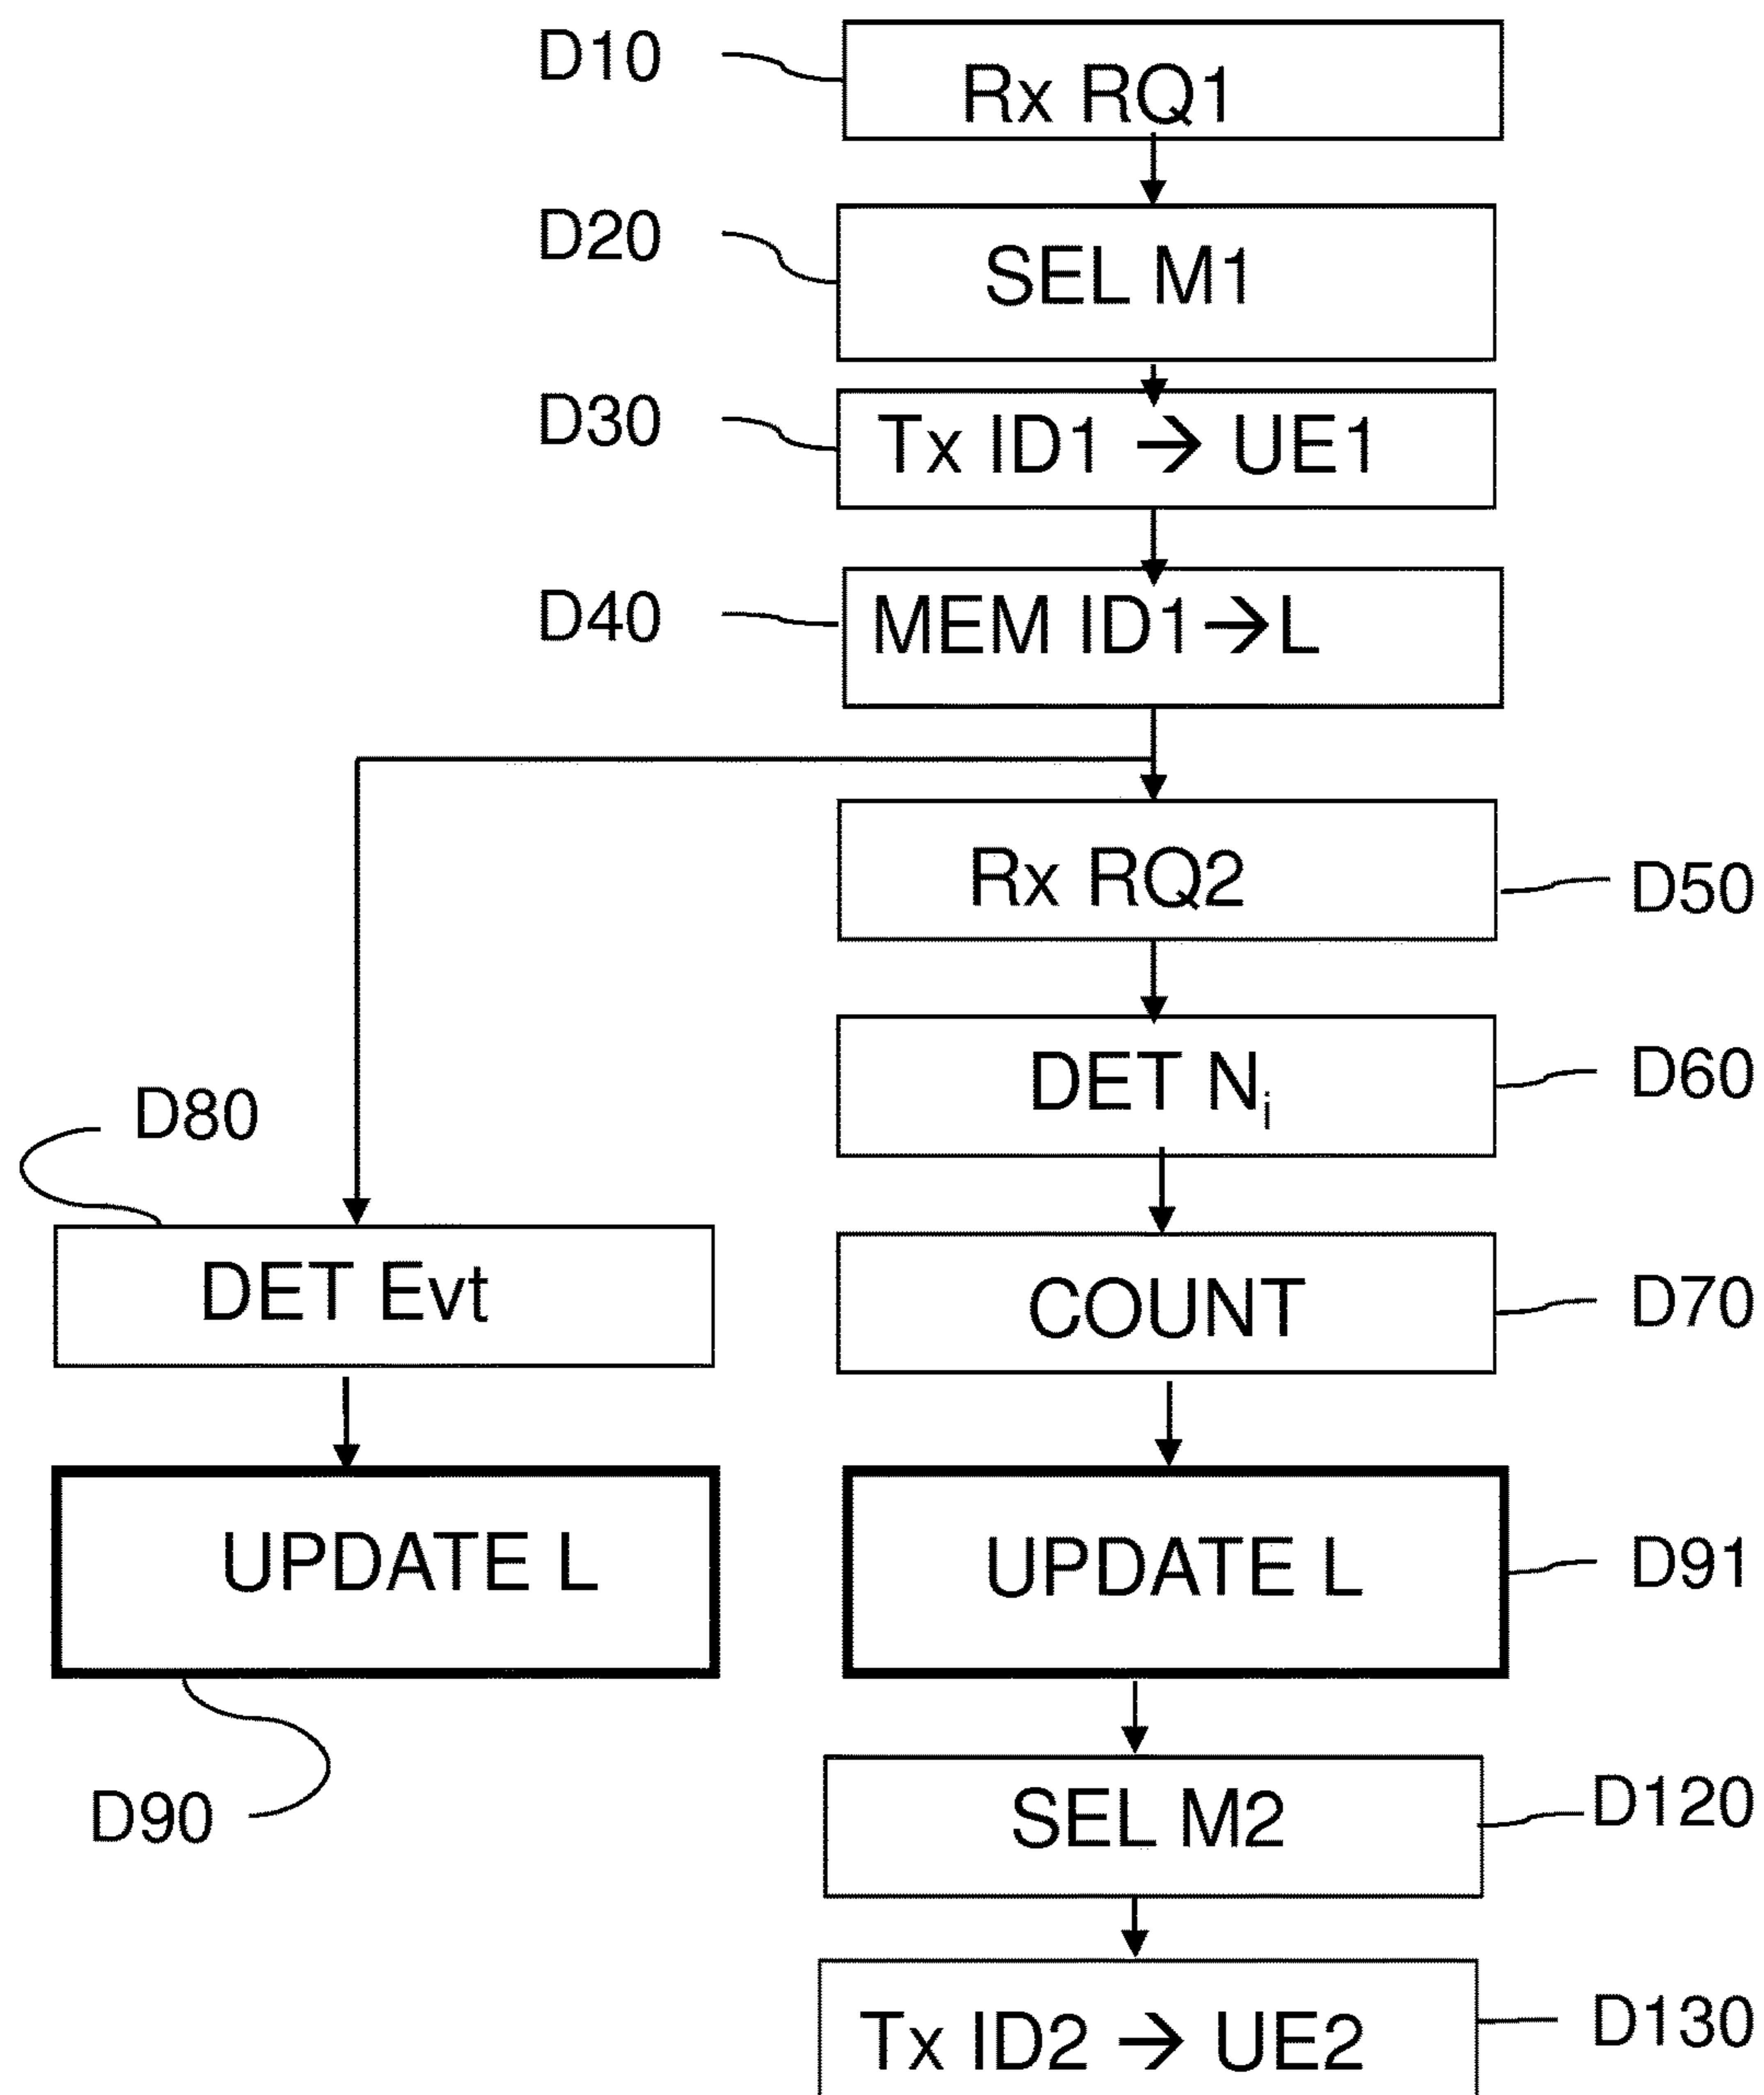 D10
Rx RQ1
D20
SEL M1
D30
Tx ID1 → UE1
D40
MEM ID1→L
Rx RQ2
D50
DET Ni
D60
D80
DET Evt
COUNT
D70
UPDATE L
UPDATE L
D91
D90
SEL M2
D120
Tx ID2 → UE2
D130